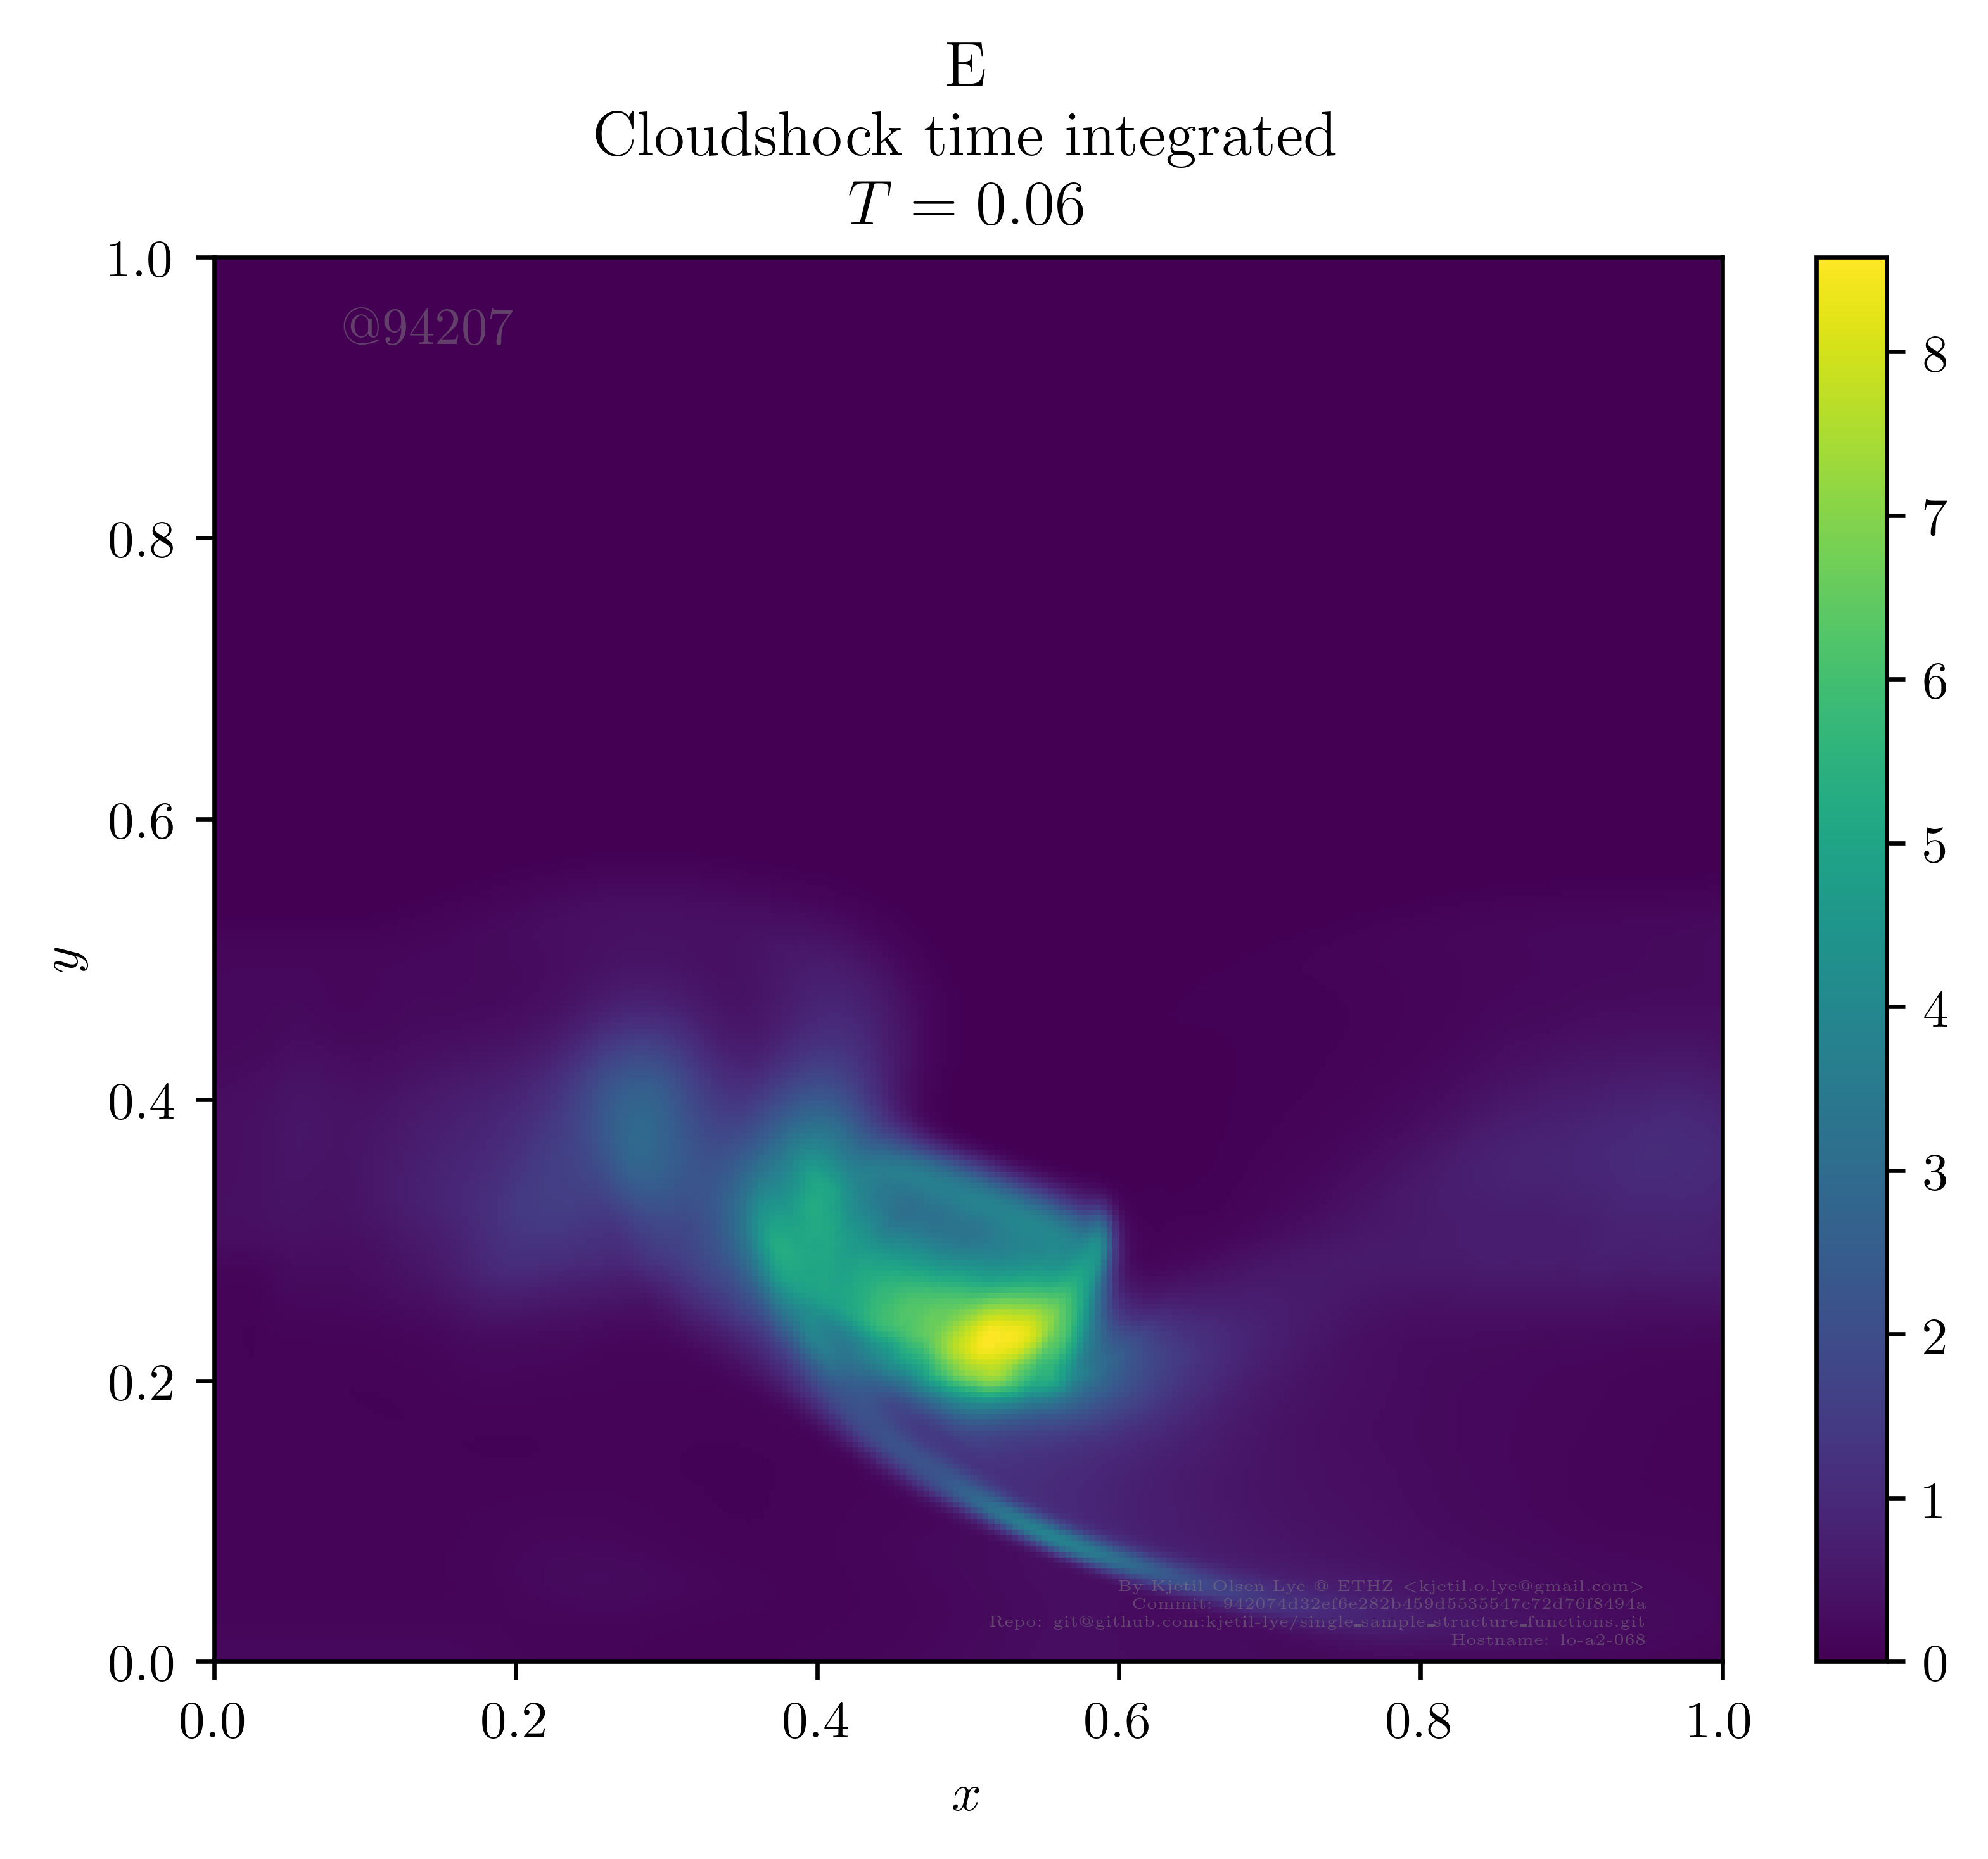 E
Cloudshock time integrated
T = 0.06
1.0
0.8
0.6
0.4
0.2
0.0
y
@94207
By Kjetil Olsen Lye @ ETHZ <kjetil.o.lye@gmail.com>
Commit: 942074d32ef6e282b459d5535547c72d76f8494a
Repo: git@github.com:kjetil-lye/single_sample_structure_functions.git
Hostname: lo-a2-068
0.0 0.2 0.4 0.6 0.8 1.0
x
8
7
6
5
4
3
2
1
0